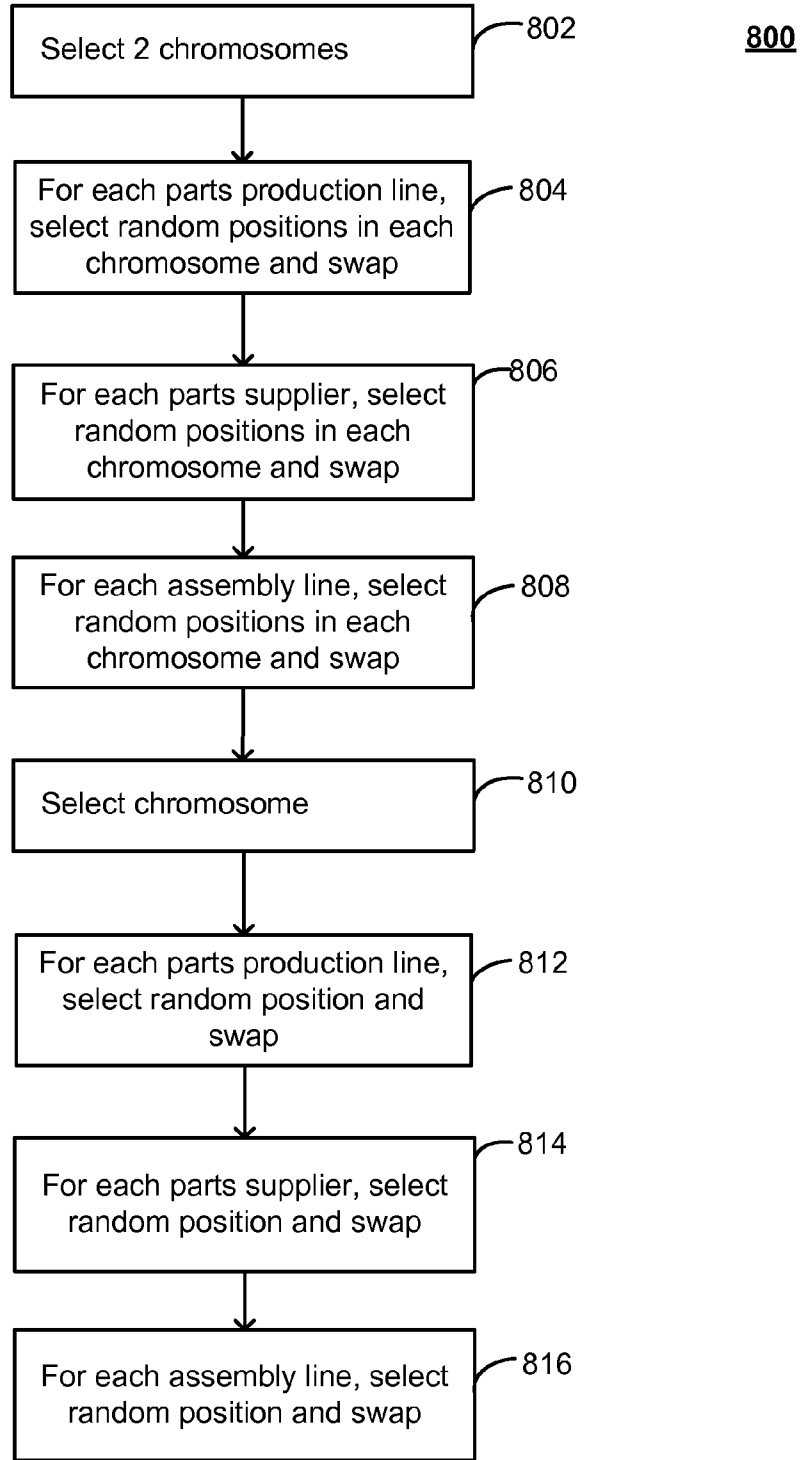 800
Select 2 chromosomes
802
For each parts production line,
select random positions in each
chromosome and swap
804
For each parts supplier, select
random positions in each
chromosome and swap
806
For each assembly line, select
random positions in each
chromosome and swap
808
Select chromosome
810
For each parts production line,
select random position and
swap
812
For each parts supplier, select
random position and swap
814
For each assembly line, select
random position and swap
816